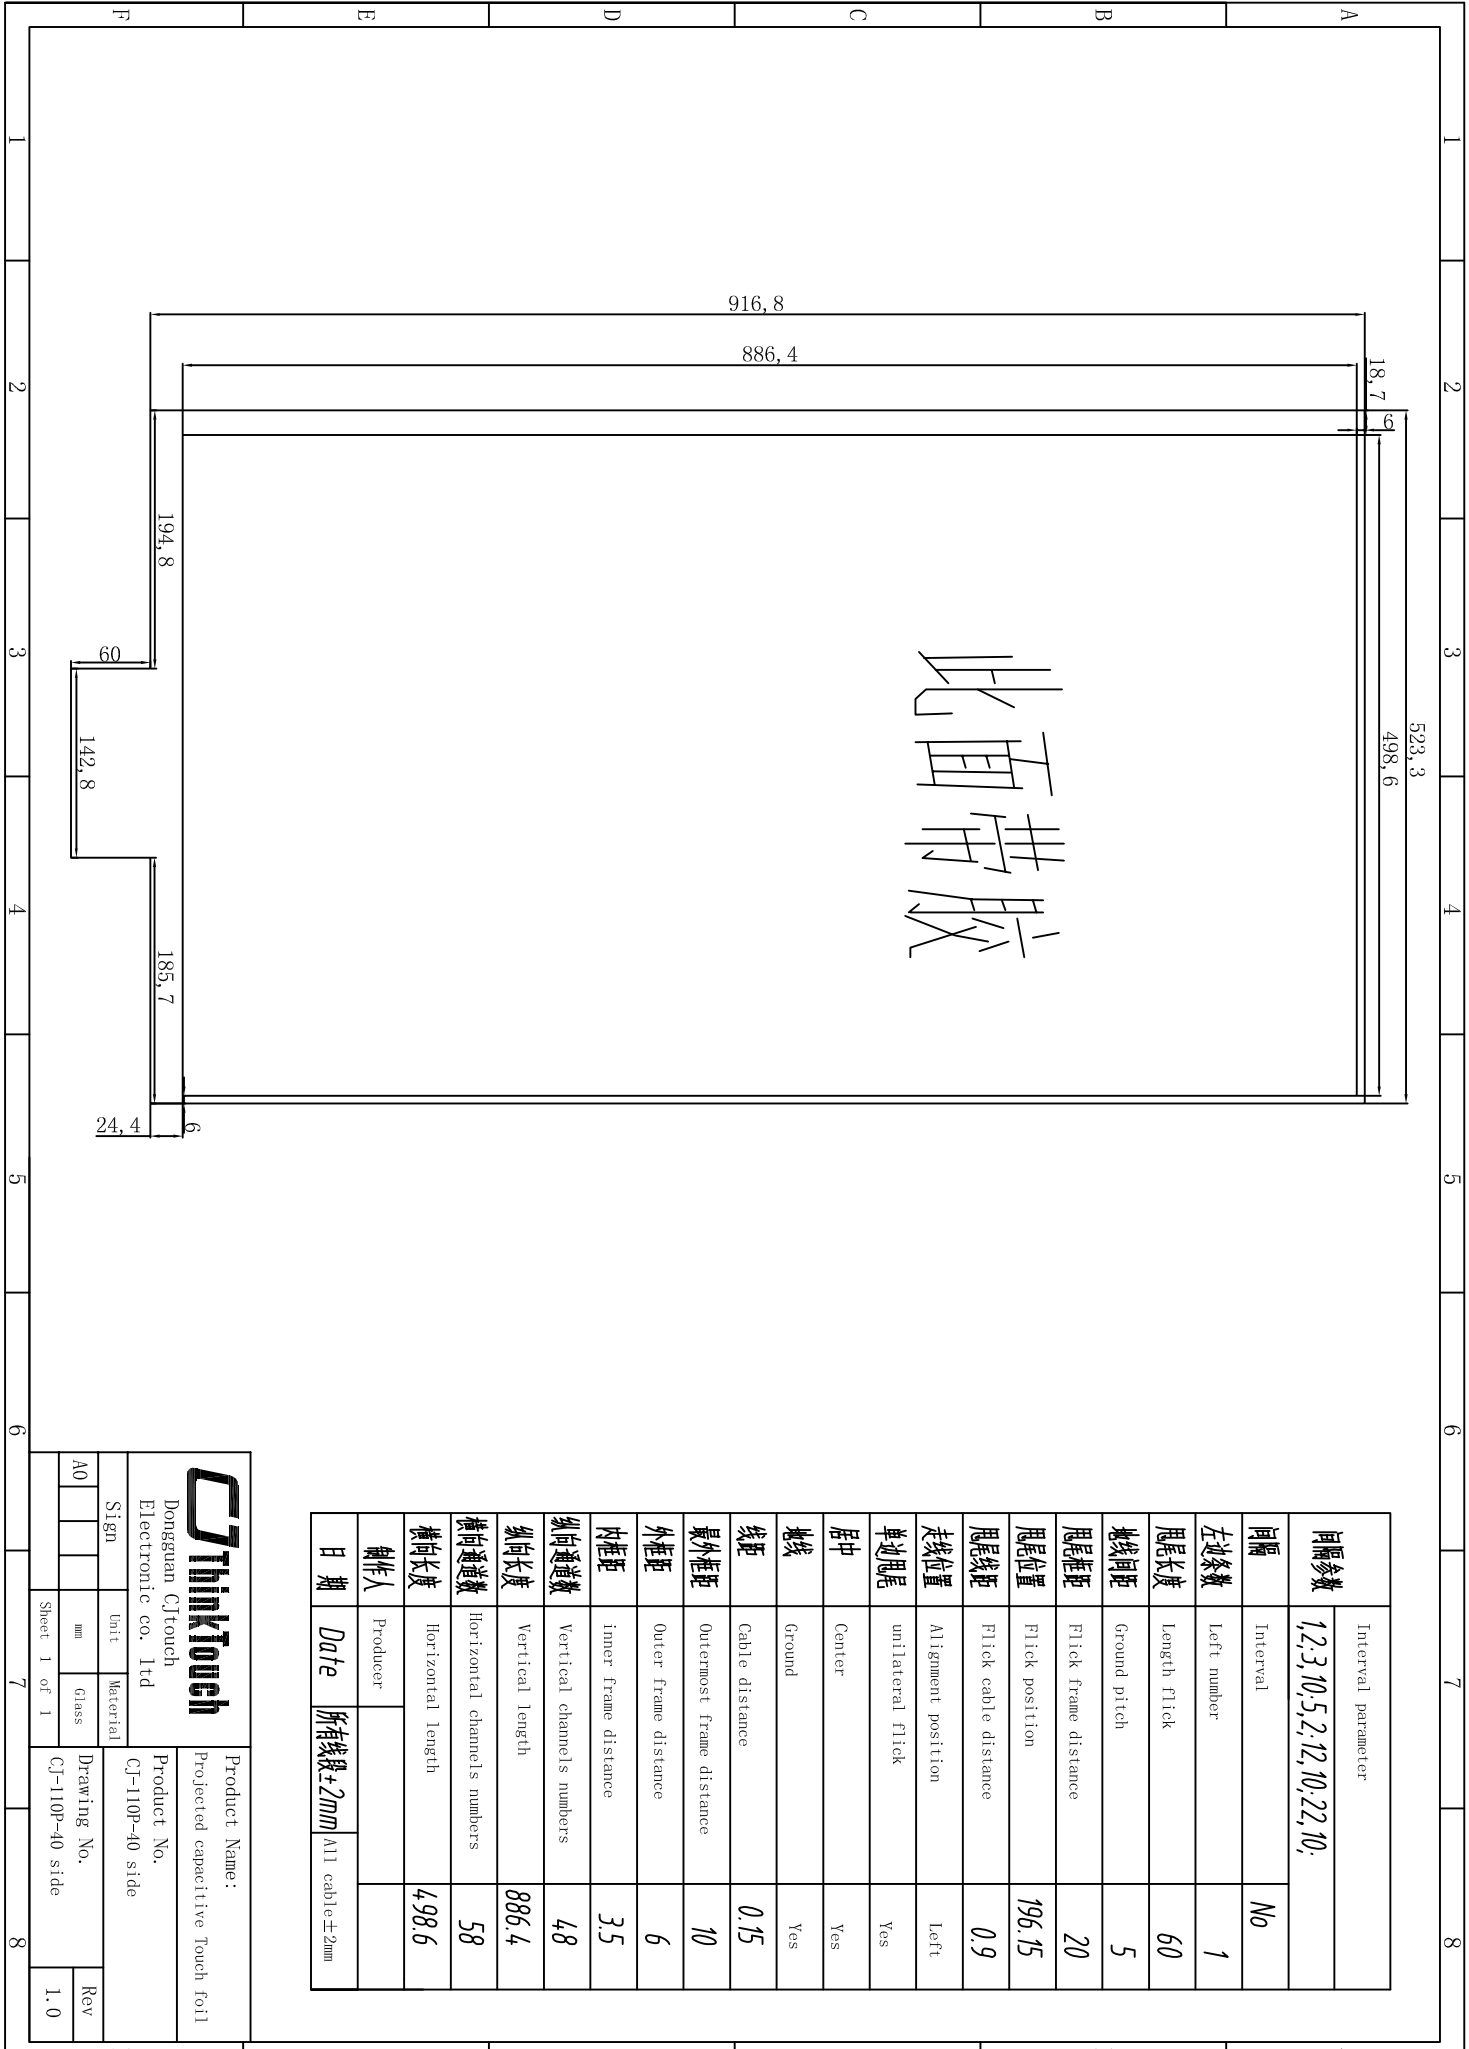 A
B
C
D
E
F
1
2
3
4
5
6
7
8
1
2
3
4
5
6
7
8
523,3
498,6
18,7
6
916,8
886,4
此面背胶
194,8
60
142,8
185,7
24,4
6
Interval parameter
间隔参数 1,2;3,10;5,2;12,10;22,10;
间隔 Interval No
左边条数 Left number 1
甩尾长度 Length flick 60
地线间距 Ground pitch 5
甩尾框距 Flick frame distance 20
甩尾位置 Flick position 196.15
甩尾线距 Flick cable distance 0.9
走线位置 Alignment position Left
单边甩尾 unilateral flick Yes
居中 Center Yes
地线 Ground Yes
线距 Cable distance 0.15
最外框距 Outermost frame distance 10
外框距 Outer frame distance 6
内框距 inner frame distance 3.5
纵向通道数 Vertical channels numbers 48
纵向长度 Vertical length 886.4
横向通道数 Horizontal channels numbers 58
横向长度 Horizontal length 498.6
制作人 Producer
日 期 Date 所有线段±2mm All cable±2mm
CJ ThinkTouch
Dongguan CJtouch
Electronic co. ltd
Sign Unit Material
A0 mm Glass
Sheet 1 of 1
Product Name:
Projected capacitive Touch foil
Product No.
CJ-110P-40 side
Drawing No.
CJ-110P-40 side
Rev
1.0